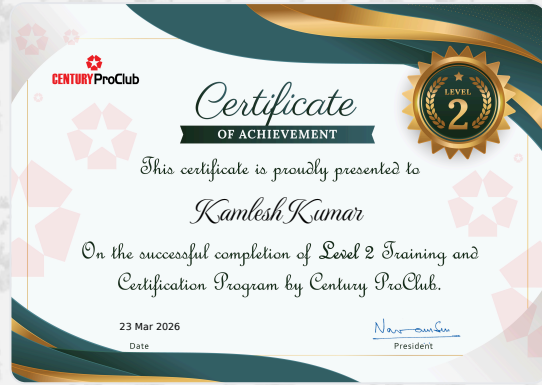 CENTURY ProClub
Certificate
OF ACHIEVEMENT
LEVEL
2
This certificate is proudly presented to
Kamlesh Kumar
On the successful completion of Level 2 Training and
Certification Program by Century ProClub.
23 Mar 2026
Date
President